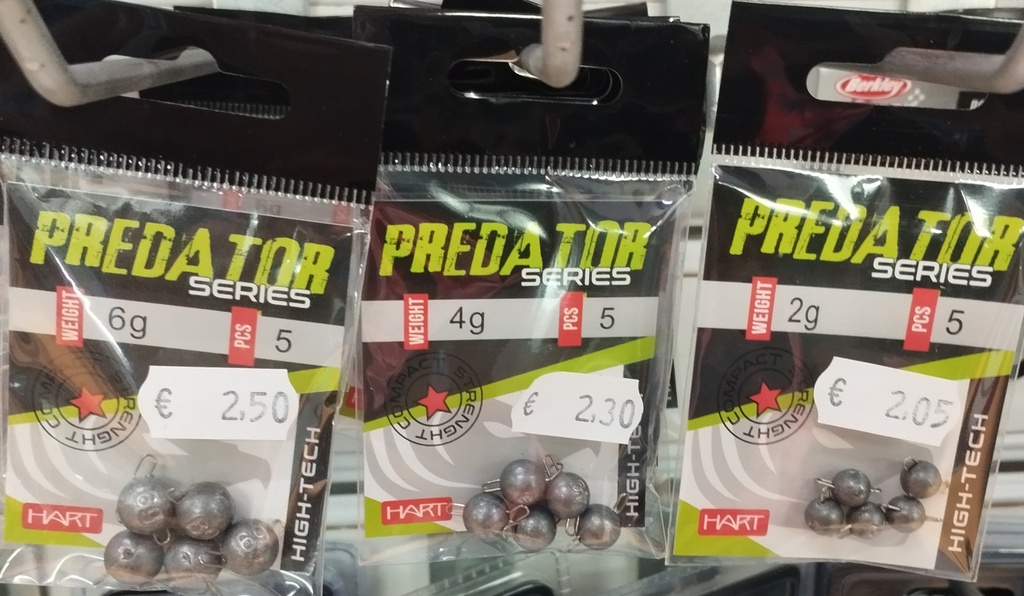 PREDATOR
SERIES
WEIGHT 6g PCS 5
COMPACT STRENGHT
€ 2.50
HART
HIGH-TECH
PREDATOR
SERIES
WEIGHT 4g PCS 5
COMPACT STRENGHT
€ 2.30
HART
HIGH-TE
Berkley
PREDATOR
SERIES
WEIGHT 2g PCS 5
COMPACT STRENGHT
€ 2.05
HART
HIGH-TECH